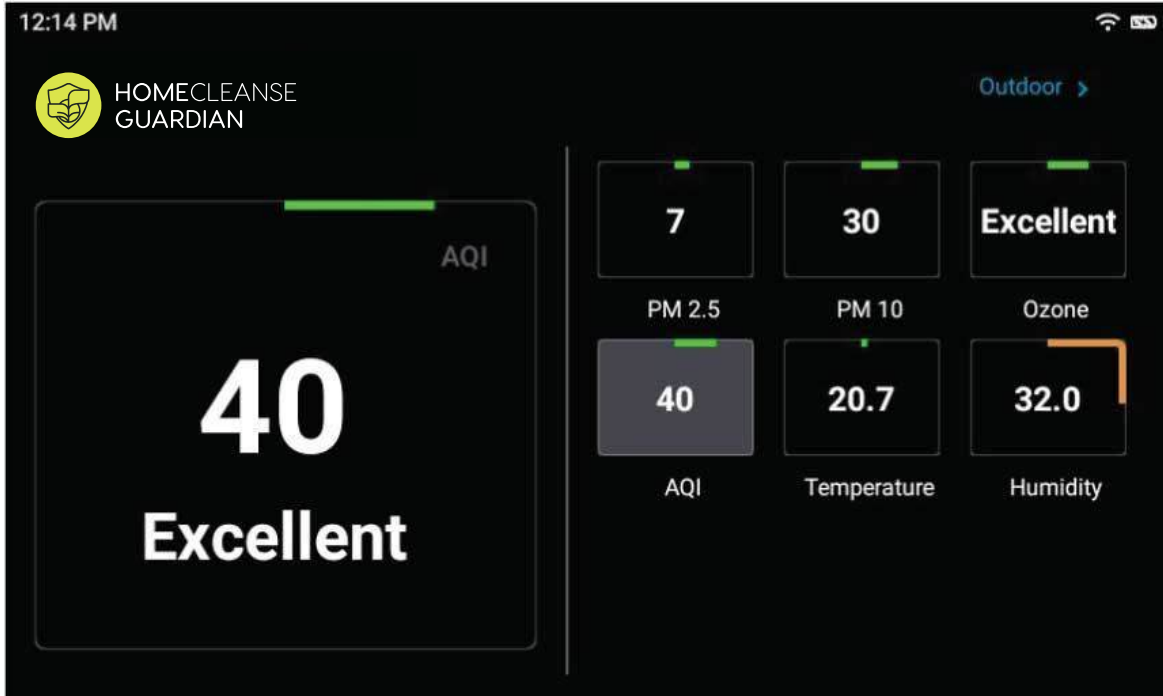 12:14 PM
HOMECLEANSE
GUARDIAN
Outdoor >
AQI
40
Excellent
7
30
Excellent
PM 2.5
PM 10
Ozone
40
20.7
32.0
AQI
Temperature
Humidity